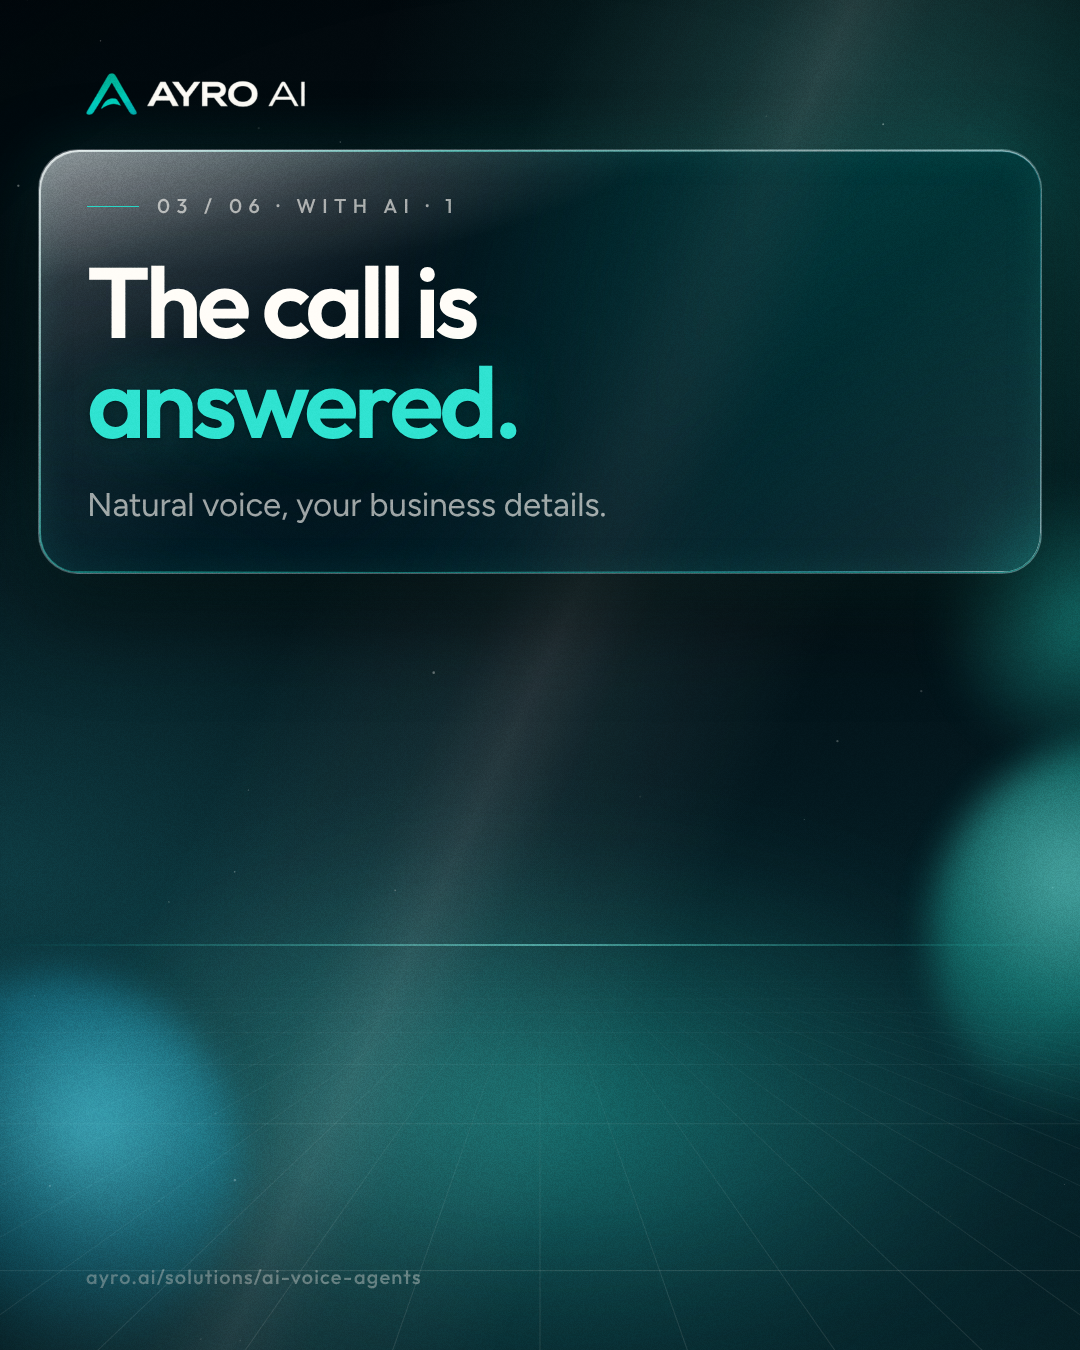 AYRO AI
03 / 06 · WITH AI · 1
The call is
answered.
Natural voice, your business details.
ayro.ai/solutions/ai-voice-agents